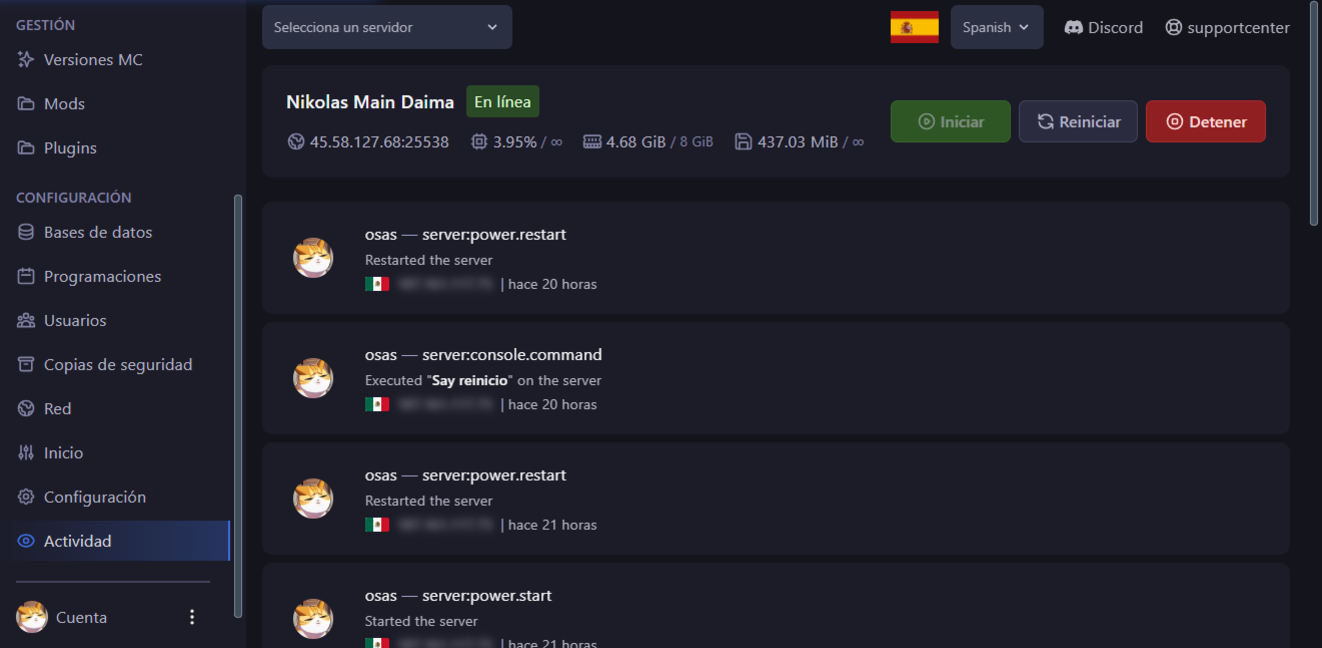 GESTIÓN
Versiones MC
Mods
Plugins
CONFIGURACIÓN
Bases de datos
Programaciones
Usuarios
Copias de seguridad
Red
Inicio
Configuración
Actividad
Cuenta
Selecciona un servidor
Spanish
Discord
supportcenter
Nikolas Main Daima
En línea
45.58.127.68:25538
3.95% / ∞
4.68 GiB / 8 GiB
437.03 MiB / ∞
Iniciar
Reiniciar
Detener
osas — server:power.restart
Restarted the server
| hace 20 horas
osas — server:console.command
Executed "Say reinicio" on the server
| hace 20 horas
osas — server:power.restart
Restarted the server
| hace 21 horas
osas — server:power.start
Started the server
| hace 21 horas